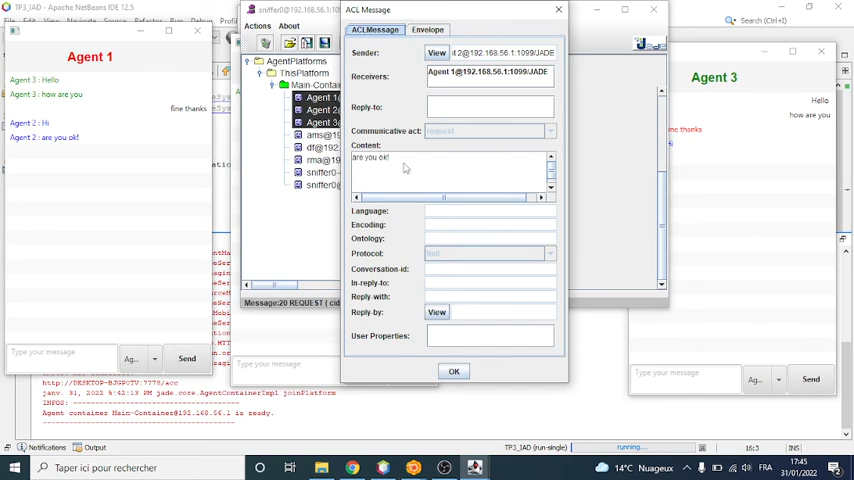 TP3_IAD - Apache NetBeans IDE 12.5
Search (Ctrl+I)
Agent 1
Agent 3 : Hello
Agent 3 : how are you
fine thanks
Agent 2 : Hi
Agent 2 : are you ok!
Type your message
Ag...
Send
sniffer0@192.168.56.1:
Actions
About
AgentPlatforms
ThisPlatform
Main-Container
Agent 1@
Agent 2@
Agent 3@
ams@19
df@192.
rma@19
sniffer0-
sniffer0@
Message:20 REQUEST ( cid
ACL Message
ACLMessage
Envelope
Sender:
View
t 2@192.168.56.1:1099/JADE
Receivers:
Agent 1@192.168.56.1:1099/JADE
Reply-to:
Communicative act:
request
Content:
are you ok!
Language:
Encoding:
Ontology:
Protocol:
Null
Conversation-id:
In-reply-to:
Reply-with:
Reply-by:
View
User Properties:
OK
Agent 3
Hello
how are you
fine thanks
Hi
Type your message
Ag...
Send
Type your message
http://DESKTOP-BJGP0TV:7778/acc
janv. 31, 2022 5:42:13 PM jade.core.AgentContainerImpl joinPlatform
INFOS: --------------------------------------
Agent container Main-Container@192.168.56.1 is ready.
--------------------------------------------
Notifications
Output
TP3_IAD (run-single)
running...
16:3
INS
Taper ici pour rechercher
14°C Nuageux
FRA
17:45
31/01/2022